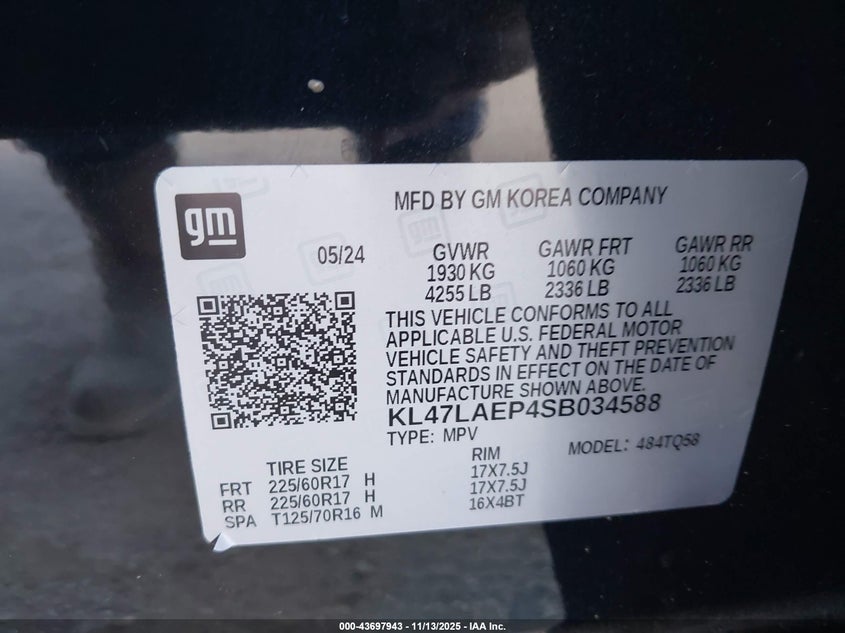 gm
MFD BY GM KOREA COMPANY
05/24
GVWR GAWR FRT GAWR RR
1930 KG 1060 KG 1060 KG
4255 LB 2336 LB 2336 LB
THIS VEHICLE CONFORMS TO ALL
APPLICABLE U.S. FEDERAL MOTOR
VEHICLE SAFETY AND THEFT PREVENTION
STANDARDS IN EFFECT ON THE DATE OF
MANUFACTURE SHOWN ABOVE.
KL47LAEP4SB034588
TYPE: MPV MODEL: 484TQ58
TIRE SIZE RIM
FRT 225/60R17 H 17X7.5J
RR 225/60R17 H 17X7.5J
SPA T125/70R16 M 16X4BT
000-43697943 | 11/13/2025 - IAA Inc.